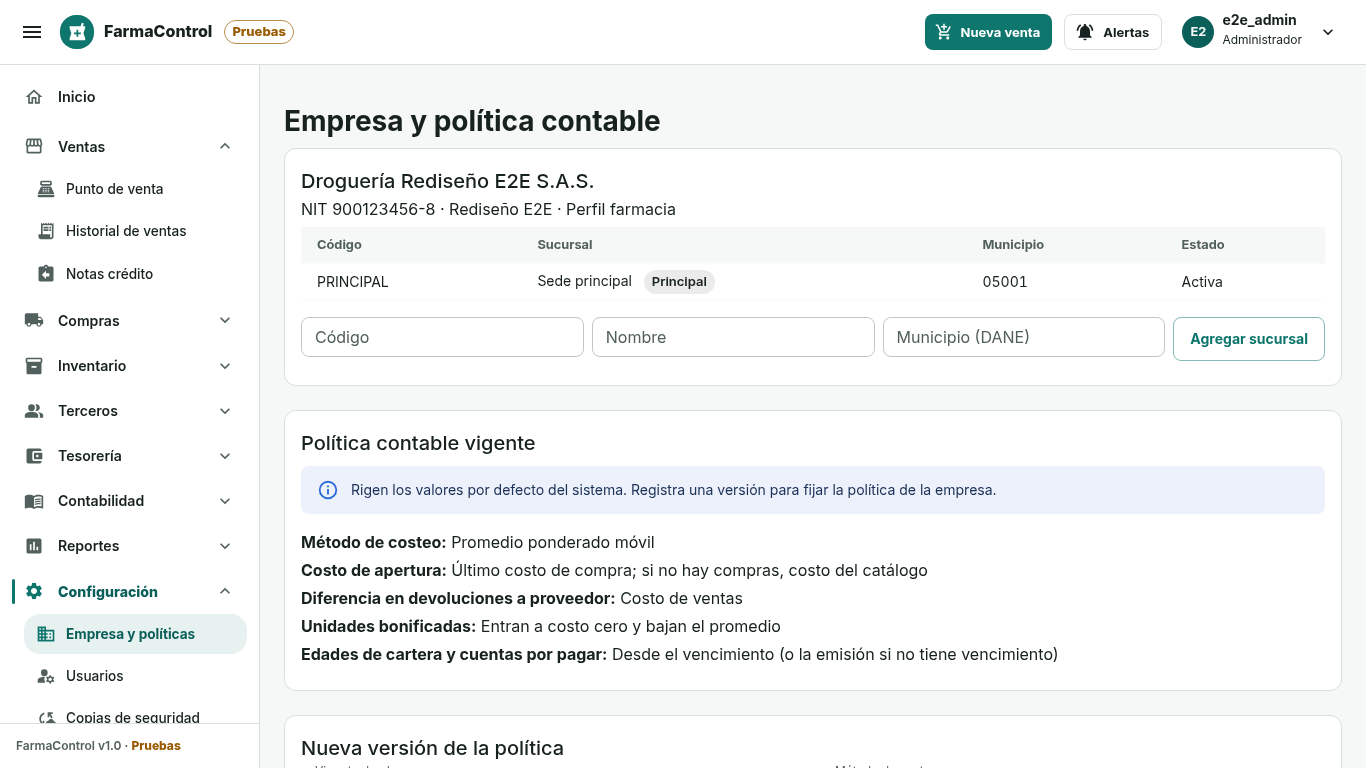 FarmaControl Pruebas
Nueva venta
Alertas
E2
e2e_admin
Administrador
Inicio
Ventas
Punto de venta
Historial de ventas
Notas crédito
Compras
Inventario
Terceros
Tesorería
Contabilidad
Reportes
Configuración
Empresa y políticas
Usuarios
Copias de seguridad
FarmaControl v1.0 · Pruebas
Empresa y política contable
Droguería Rediseño E2E S.A.S.
NIT 900123456-8 · Rediseño E2E · Perfil farmacia
Código Sucursal Municipio Estado
PRINCIPAL Sede principal Principal 05001 Activa
Código Nombre Municipio (DANE) Agregar sucursal
Política contable vigente
Rigen los valores por defecto del sistema. Registra una versión para fijar la política de la empresa.
Método de costeo: Promedio ponderado móvil
Costo de apertura: Último costo de compra; si no hay compras, costo del catálogo
Diferencia en devoluciones a proveedor: Costo de ventas
Unidades bonificadas: Entran a costo cero y bajan el promedio
Edades de cartera y cuentas por pagar: Desde el vencimiento (o la emisión si no tiene vencimiento)
Nueva versión de la política